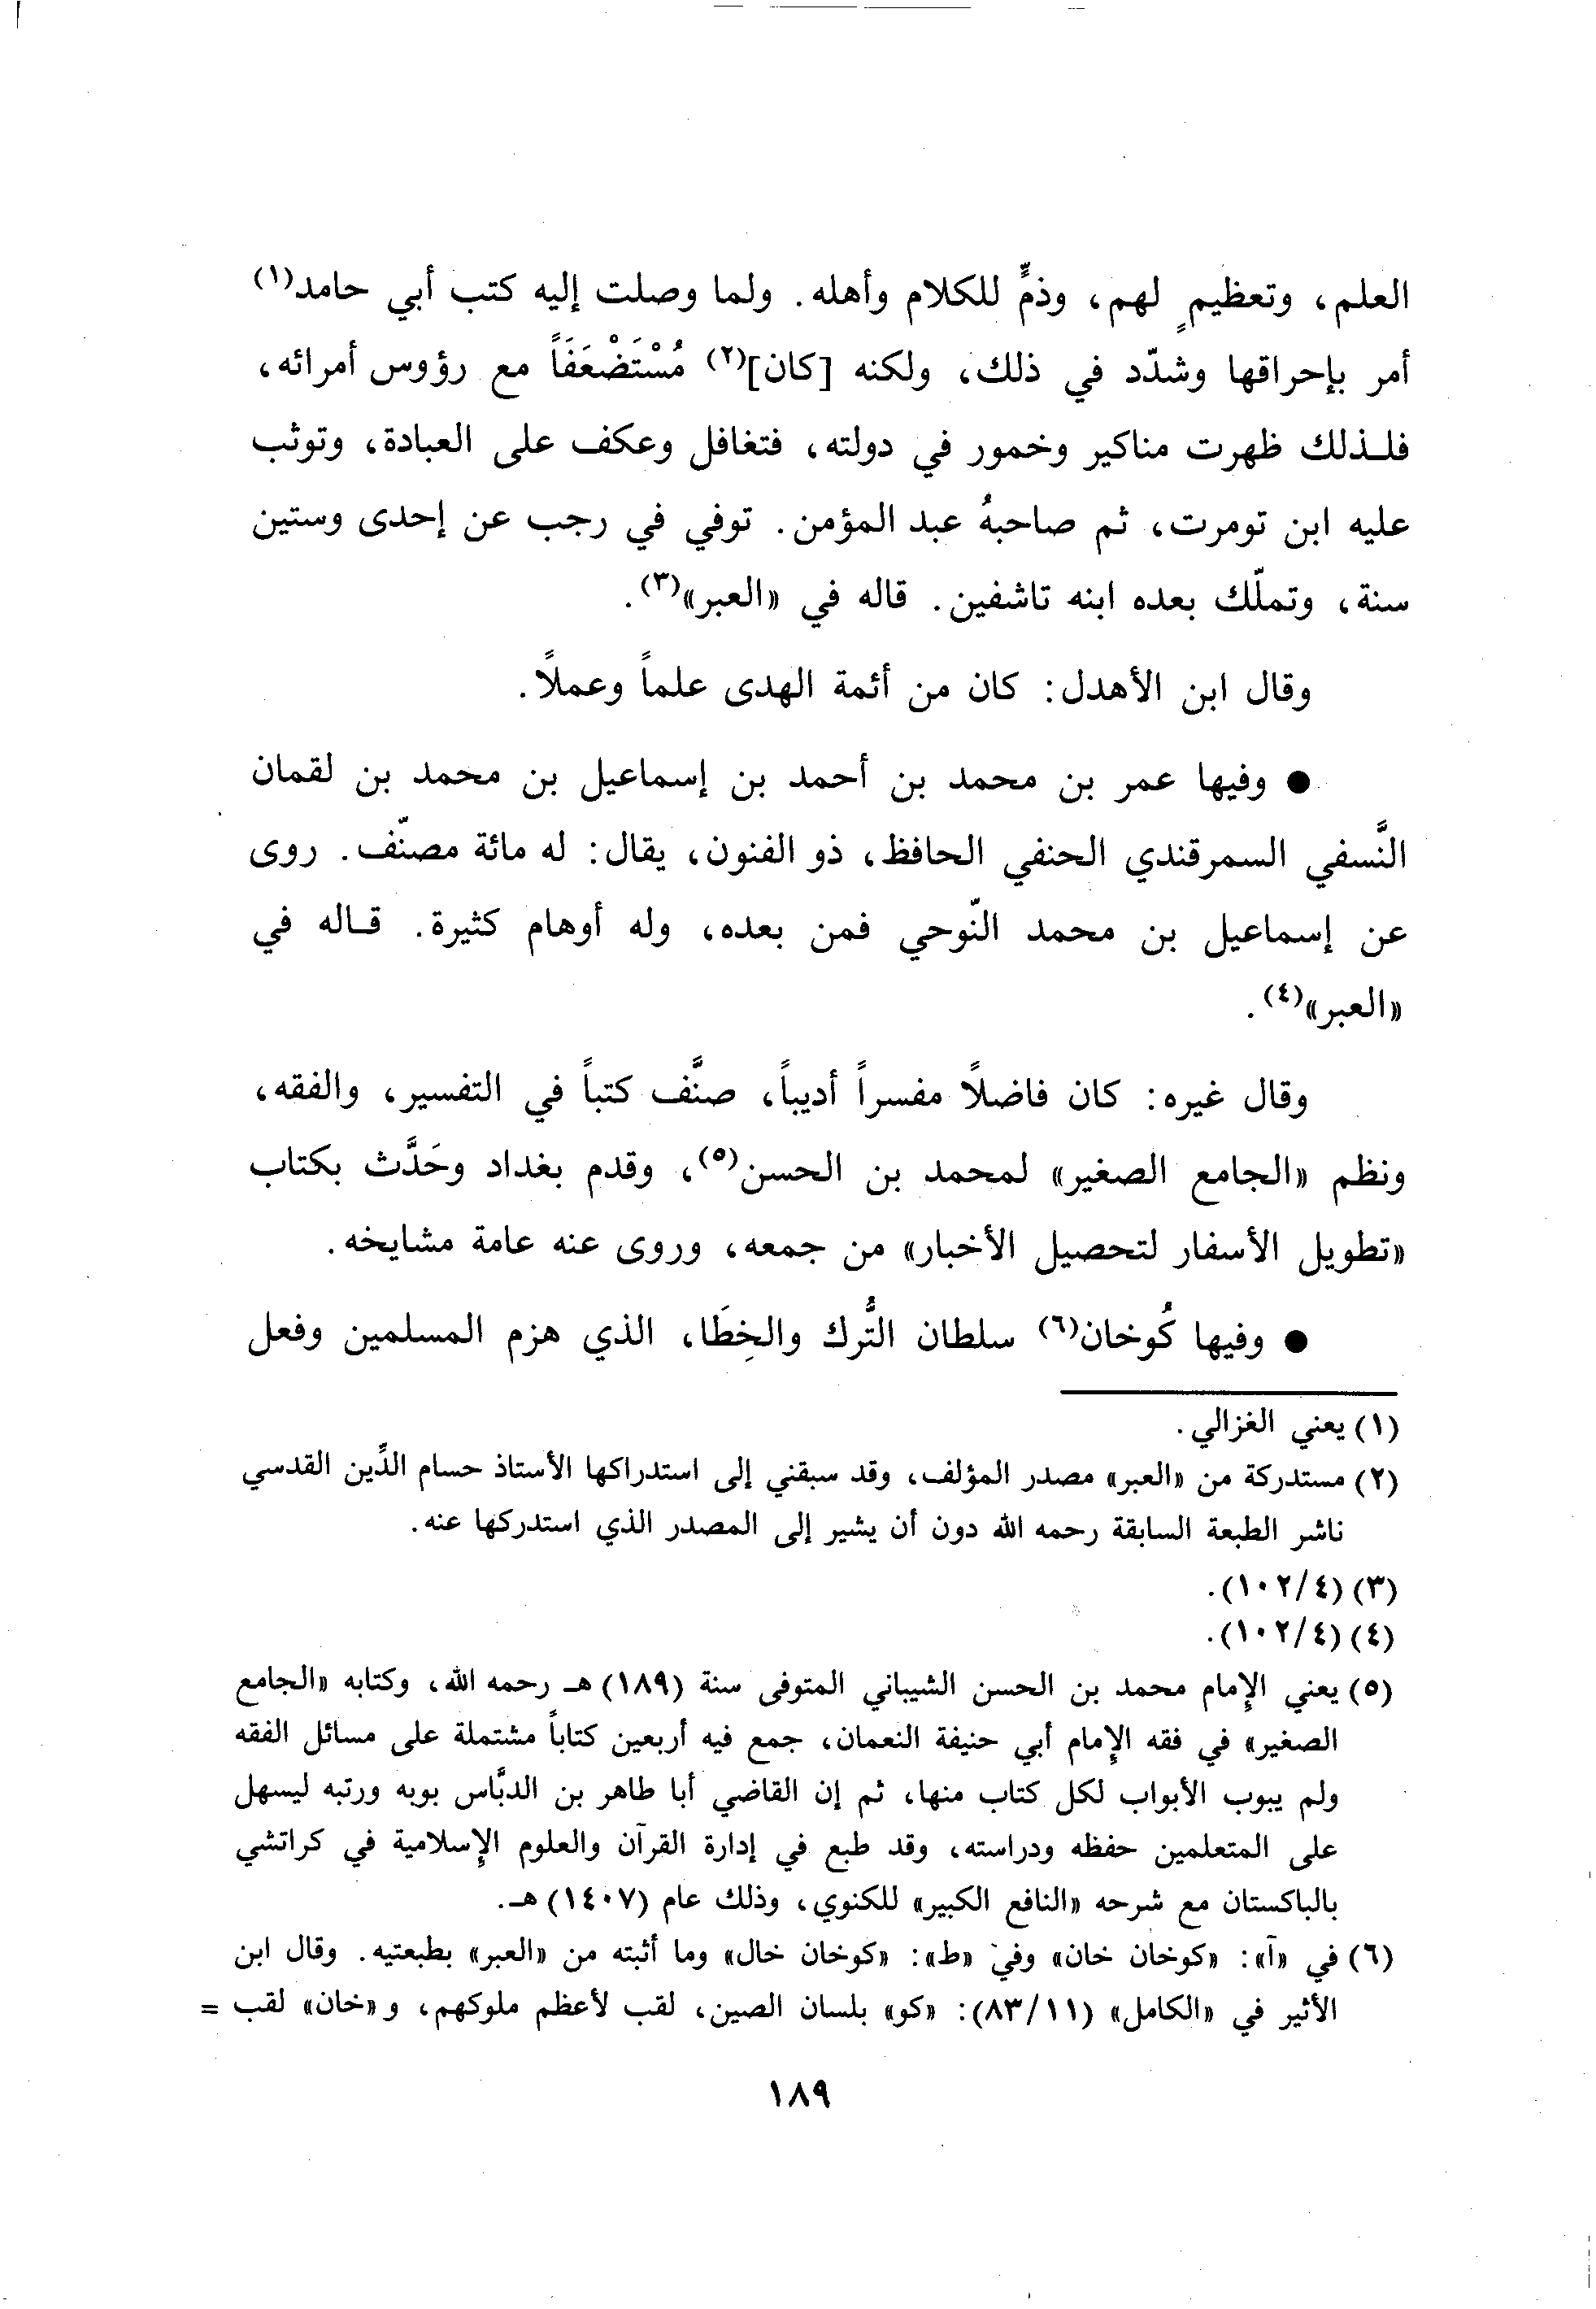 العلم، وتعظيمٍ لهم، وذمٍّ للكلام وأهله. ولما وصلت إليه كتب أبي حامد(١)
أمر بإحراقها وشدّد في ذلك، ولكنه [كان](٢) مُسْتَضْعَفَاً مع رؤوس أمرائه،
فلذلك ظهرت مناكير وخمور في دولته، فتغافل وعكف على العبادة، وتوثب
عليه ابن تومرت، ثم صاحبهُ عبد المؤمن. توفي في رجب عن إحدى وستين
سنة، وتملّك بعده ابنه تاشفين. قاله في «العبر»(٣).
وقال ابن الأهدل: كان من أئمة الهدى علماً وعملاً.
● وفيها عمر بن محمد بن أحمد بن إسماعيل بن محمد بن لقمان
النَّسفي السمرقندي الحنفي الحافظ، ذو الفنون، يقال: له مائة مصنّف. روى
عن إسماعيل بن محمد النّوحي فمن بعده، وله أوهام كثيرة. قاله في
«العبر»(٤).
وقال غيره: كان فاضلاً مفسراً أديباً، صنَّف كتباً في التفسير، والفقه،
ونظم «الجامع الصغير» لمحمد بن الحسن(٥)، وقدم بغداد وحَدَّث بكتاب
«تطويل الأسفار لتحصيل الأخبار» من جمعه، وروى عنه عامة مشايخه.
● وفيها كُوخان(٦) سلطان التُّرك والخِطَا، الذي هزم المسلمين وفعل
(١) يعني الغزالي.
(٢) مستدركة من «العبر» مصدر المؤلف، وقد سبقني إلى استدراكها الأستاذ حسام الدِّين القدسي
ناشر الطبعة السابقة رحمه الله دون أن يشير إلى المصدر الذي استدركها عنه.
(٣) (١٠٢/٤).
(٤) (١٠٢/٤).
(٥) يعني الإمام محمد بن الحسن الشيباني المتوفى سنة (١٨٩) هـ رحمه الله، وكتابه «الجامع
الصغير» في فقه الإمام أبي حنيفة النعمان، جمع فيه أربعين كتاباً مشتملة على مسائل الفقه
ولم يبوب الأبواب لكل كتاب منها، ثم إن القاضي أبا طاهر بن الدبَّاس بوبه ورتبه ليسهل
على المتعلمين حفظه ودراسته، وقد طبع في إدارة القرآن والعلوم الإسلامية في كراتشي
بالباكستان مع شرحه «النافع الكبير» للكنوي، وذلك عام (١٤٠٧) هـ.
(٦) في «آ»: «كوخان خان» وفي «ط»: «كوخان خال» وما أثبته من «العبر» بطبعتيه. وقال ابن
الأثير في «الكامل» (٨٣/١١): «كو» بلسان الصين، لقب لأعظم ملوكهم، و«خان» لقب =
١٨٩